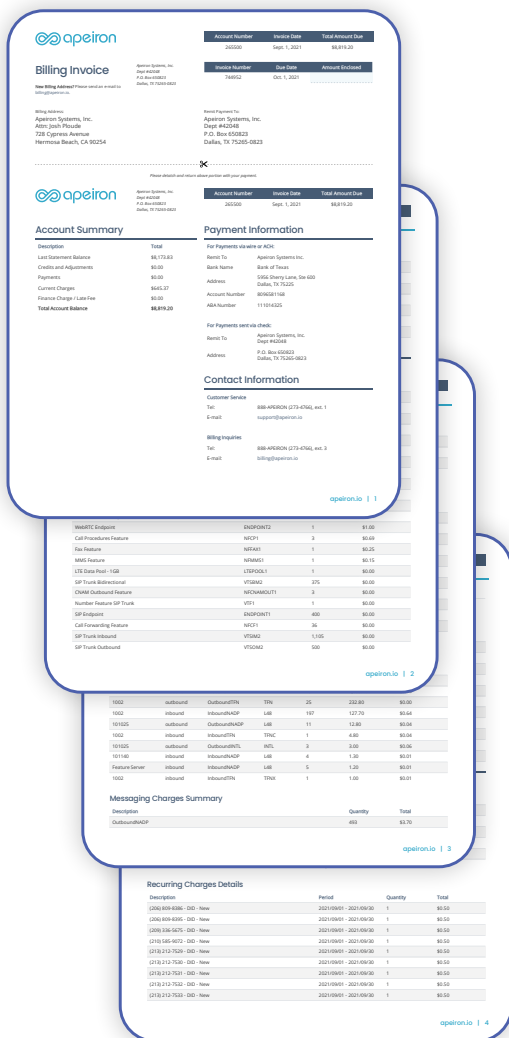 apeiron
Account Number Invoice Date Total Amount Due
265500 Sept. 1, 2021 $8,819.20
Billing Invoice
Apeiron Systems, Inc.
Dept #42048
P.O. Box 650823
Dallas, TX 75265-0823
Invoice Number Due Date Amount Enclosed
744952 Oct. 1, 2021
New Billing Address? Please send an e-mail to
billing@apeiron.io.
Billing Address:
Apeiron Systems, Inc.
Attn: Josh Ploude
728 Cypress Avenue
Hermosa Beach, CA 90254
Remit Payment To:
Apeiron Systems, Inc.
Dept #42048
P.O. Box 650823
Dallas, TX 75265-0823
Please detatch and return above portion with your payment.
apeiron
Apeiron Systems, Inc.
Dept #42048
P.O. Box 650823
Dallas, TX 75265-0823
Account Number Invoice Date Total Amount Due
265500 Sept. 1, 2021 $8,819.20
Account Summary
Description Total
Last Statement Balance $8,173.83
Credits and Adjustments $0.00
Payments $0.00
Current Charges $645.37
Finance Charge / Late Fee $0.00
Total Account Balance $8,819.20
Payment Information
For Payments via wire or ACH:
Remit To Apeiron Systems Inc.
Bank Name Bank of Texas
Address 5956 Sherry Lane, Ste 600
Dallas, TX 75225
Account Number 8096581168
ABA Number 111014325
For Payments sent via check:
Remit To Apeiron Systems, Inc.
Dept #42048
Address P.O. Box 650823
Dallas, TX 75265-0823
Contact Information
Customer Service
Tel: 888-APEIRON (273-4766), ext. 1
E-mail: support@apeiron.io
Billing Inquiries
Tel: 888-APEIRON (273-4766), ext. 3
E-mail: billing@apeiron.io
apeiron.io | 1
WebRTC Endpoint ENDPOINT2 1 $1.00
Call Procedures Feature NFCP1 3 $0.69
Fax Feature NFFAX1 1 $0.25
MMS Feature NFMMS1 1 $0.15
LTE Data Pool - 1GB LTEPOOL1 1 $0.00
SIP Trunk Bidirectional VTSBM2 375 $0.00
CNAM Outbound Feature NFCNAMOUT1 3 $0.00
Number Feature SIP Trunk VTF1 1 $0.00
SIP Endpoint ENDPOINT1 400 $0.00
Call Forwarding Feature NFCF1 36 $0.00
SIP Trunk Inbound VTSIM2 1,105 $0.00
SIP Trunk Outbound VTSOM2 500 $0.00
apeiron.io | 2
1002 outbound OutboundTFN TFN 25 232.80 $0.00
1002 inbound InboundNADP L48 197 127.70 $0.64
101025 outbound OutboundNADP L48 11 12.80 $0.04
1002 inbound InboundTFN TFNC 1 4.80 $0.04
101025 outbound OutboundINTL INTL 3 3.00 $0.06
101140 inbound InboundNADP L48 4 1.30 $0.01
Feature Server inbound InboundNADP L48 5 1.20 $0.01
1002 inbound InboundTFN TFNX 1 1.00 $0.01
Messaging Charges Summary
Description Quantity Total
OutboundNADP 493 $3.70
apeiron.io | 3
Recurring Charges Details
Description Period Quantity Total
(206) 809-8386 - DID - New 2021/09/01 - 2021/09/30 1 $0.50
(206) 809-8395 - DID - New 2021/09/01 - 2021/09/30 1 $0.50
(209) 336-5675 - DID - New 2021/09/01 - 2021/09/30 1 $0.50
(210) 585-9072 - DID - New 2021/09/01 - 2021/09/30 1 $0.50
(213) 212-7529 - DID - New 2021/09/01 - 2021/09/30 1 $0.50
(213) 212-7530 - DID - New 2021/09/01 - 2021/09/30 1 $0.50
(213) 212-7531 - DID - New 2021/09/01 - 2021/09/30 1 $0.50
(213) 212-7532 - DID - New 2021/09/01 - 2021/09/30 1 $0.50
(213) 212-7533 - DID - New 2021/09/01 - 2021/09/30 1 $0.50
apeiron.io | 4